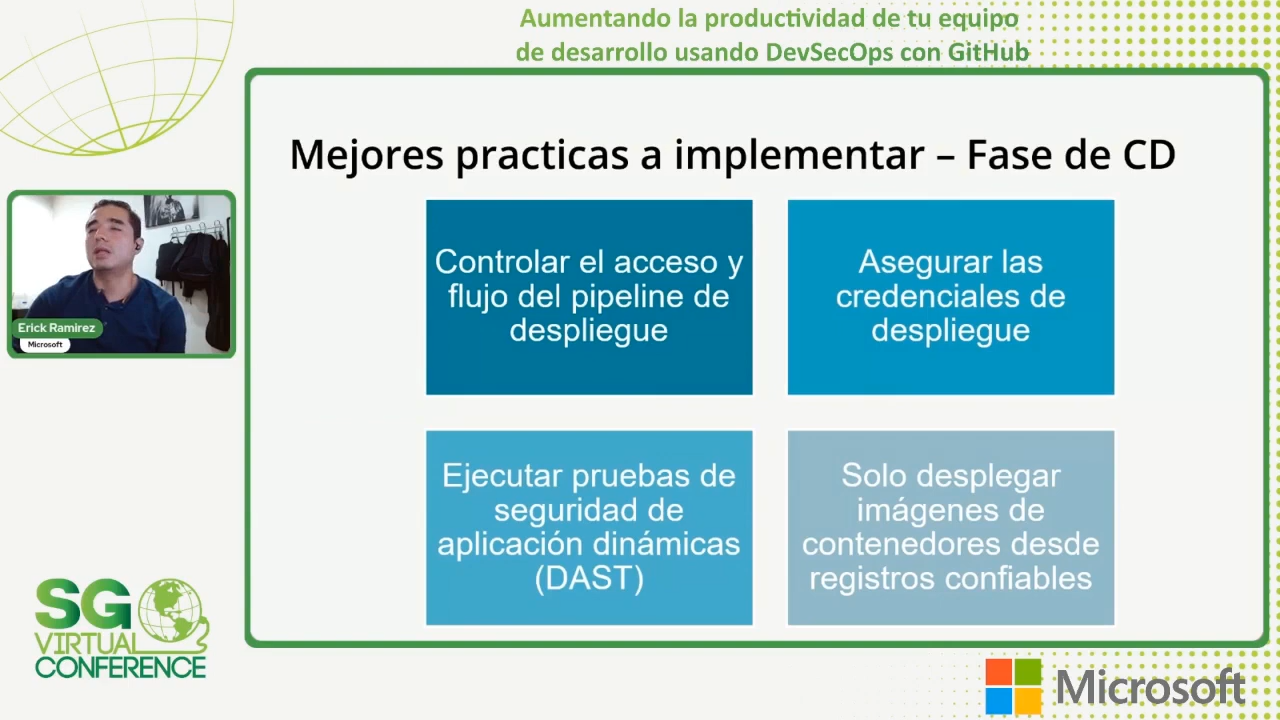 Aumentando la productividad de tu equipo
de desarrollo usando DevSecOps con GitHub
Mejores practicas a implementar – Fase de CD
Controlar el acceso y
flujo del pipeline de
despliegue
Asegurar las
credenciales de
despliegue
Ejecutar pruebas de
seguridad de
aplicación dinámicas
(DAST)
Solo desplegar
imágenes de
contenedores desde
registros confiables
Erick Ramirez
Microsoft
SG
VIRTUAL
CONFERENCE
Microsoft